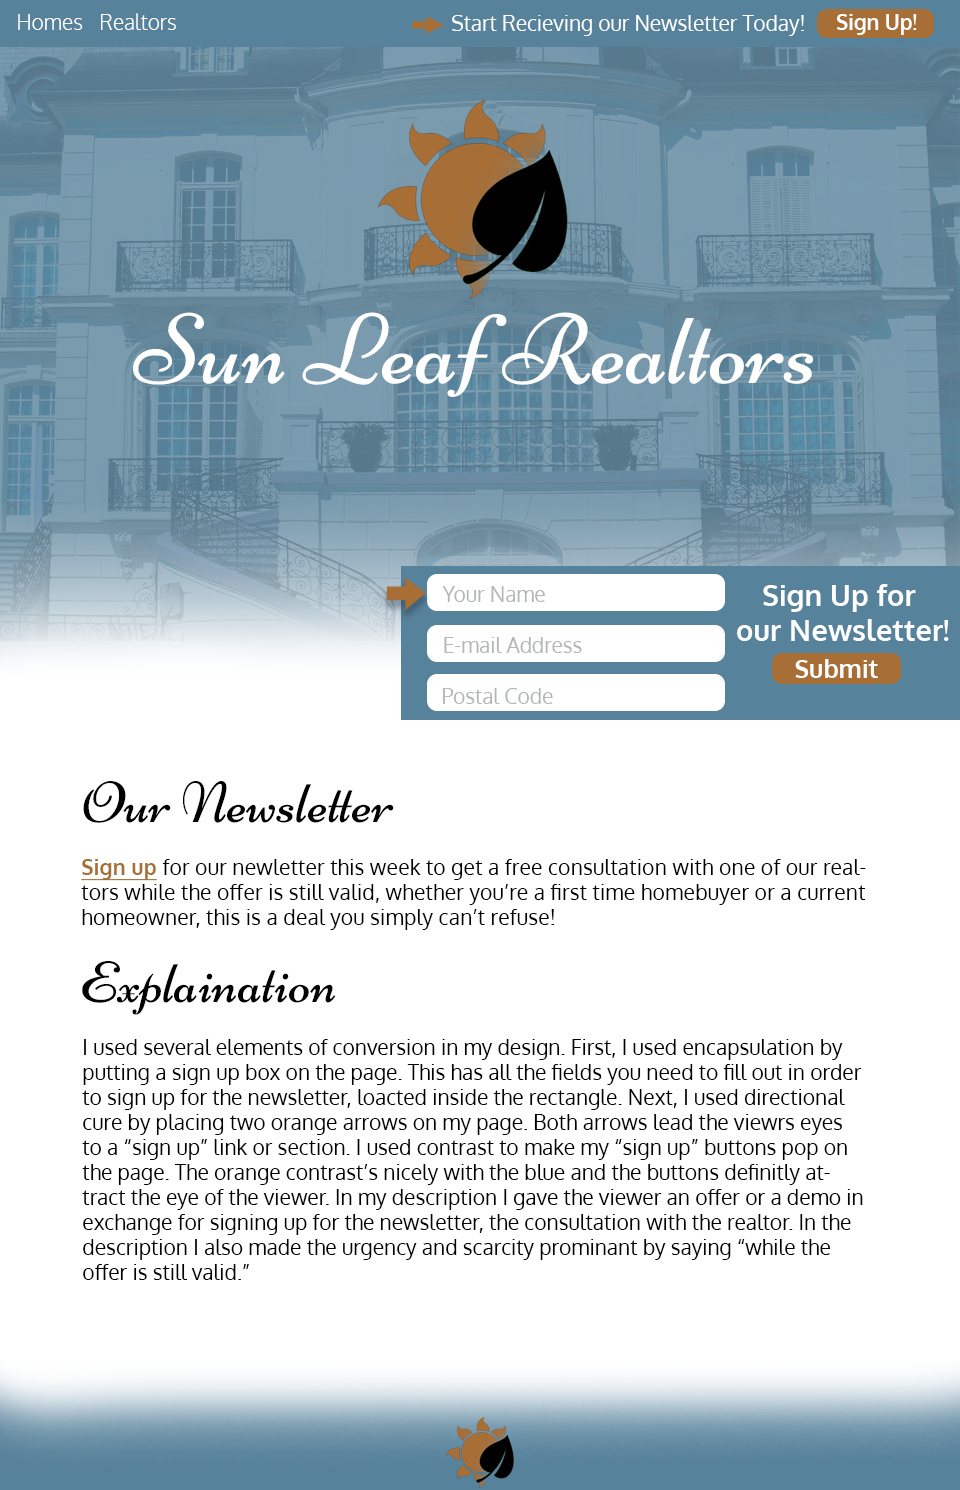 Homes Realtors Start Recieving our Newsletter Today! Sign Up!
Sun Leaf Realtors
Your Name
E-mail Address
Postal Code
Sign Up for
our Newsletter!
Submit
Our Newsletter
Sign up for our newletter this week to get a free consultation with one of our real-
tors while the offer is still valid, whether you’re a first time homebuyer or a current
homeowner, this is a deal you simply can’t refuse!
Explaination
I used several elements of conversion in my design. First, I used encapsulation by
putting a sign up box on the page. This has all the fields you need to fill out in order
to sign up for the newsletter, loacted inside the rectangle. Next, I used directional
cure by placing two orange arrows on my page. Both arrows lead the viewrs eyes
to a “sign up” link or section. I used contrast to make my “sign up” buttons pop on
the page. The orange contrast’s nicely with the blue and the buttons definitly at-
tract the eye of the viewer. In my description I gave the viewer an offer or a demo in
exchange for signing up for the newsletter, the consultation with the realtor. In the
description I also made the urgency and scarcity prominant by saying “while the
offer is still valid.”